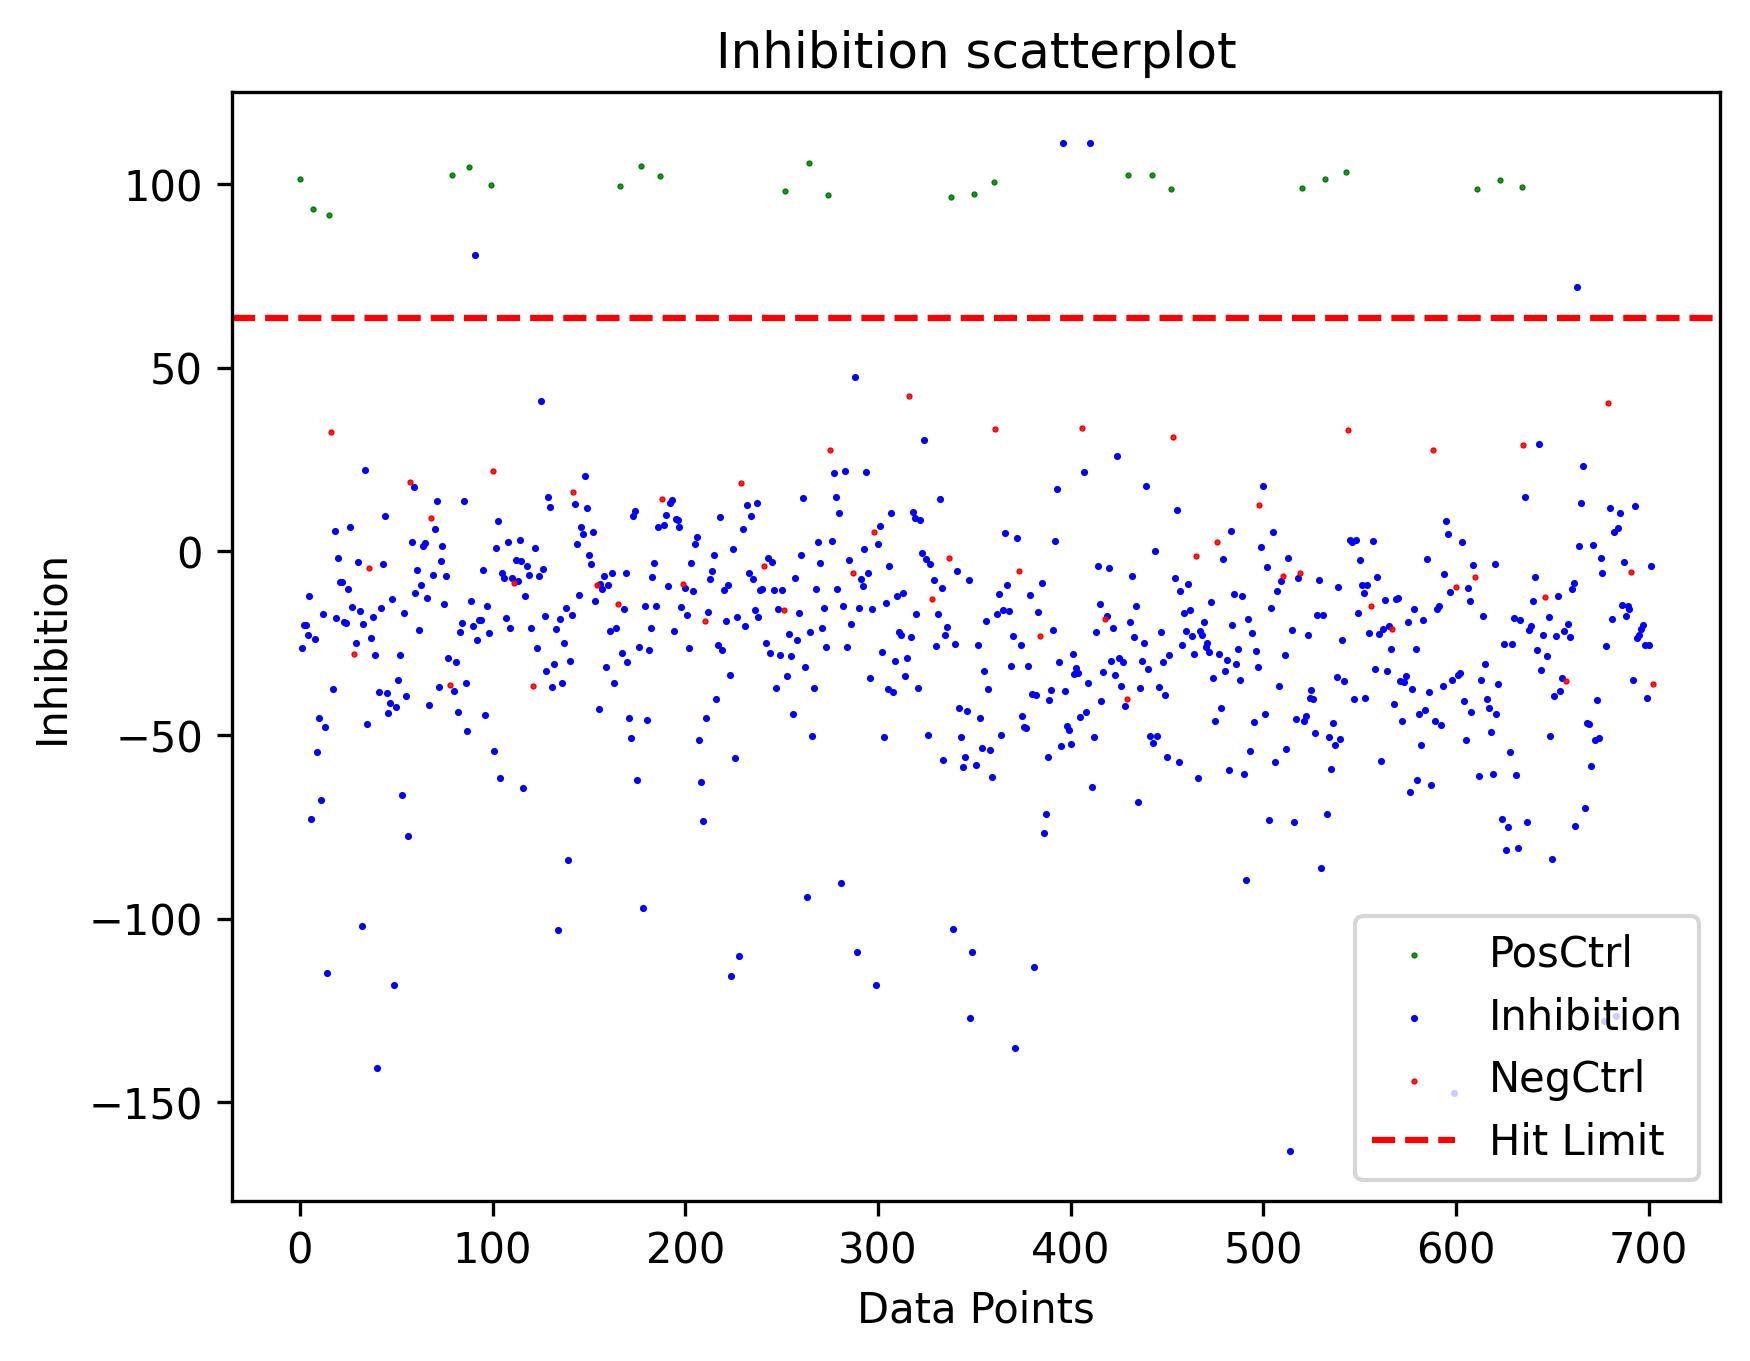 Inhibition scatterplot
100
50
0
−50
−100
−150
Inhibition
0 100 200 300 400 500 600 700
Data Points
PosCtrl
Inhibition
NegCtrl
Hit Limit